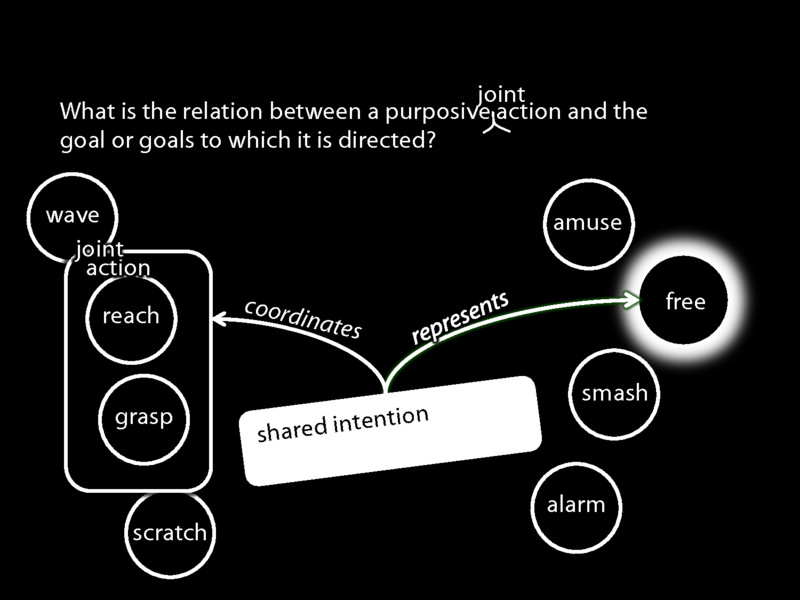 joint
What is the relation between a purposive action and the
goal or goals to which it is directed?
wave
joint
action
reach
grasp
scratch
coordinates
represents
shared intention
amuse
free
smash
alarm